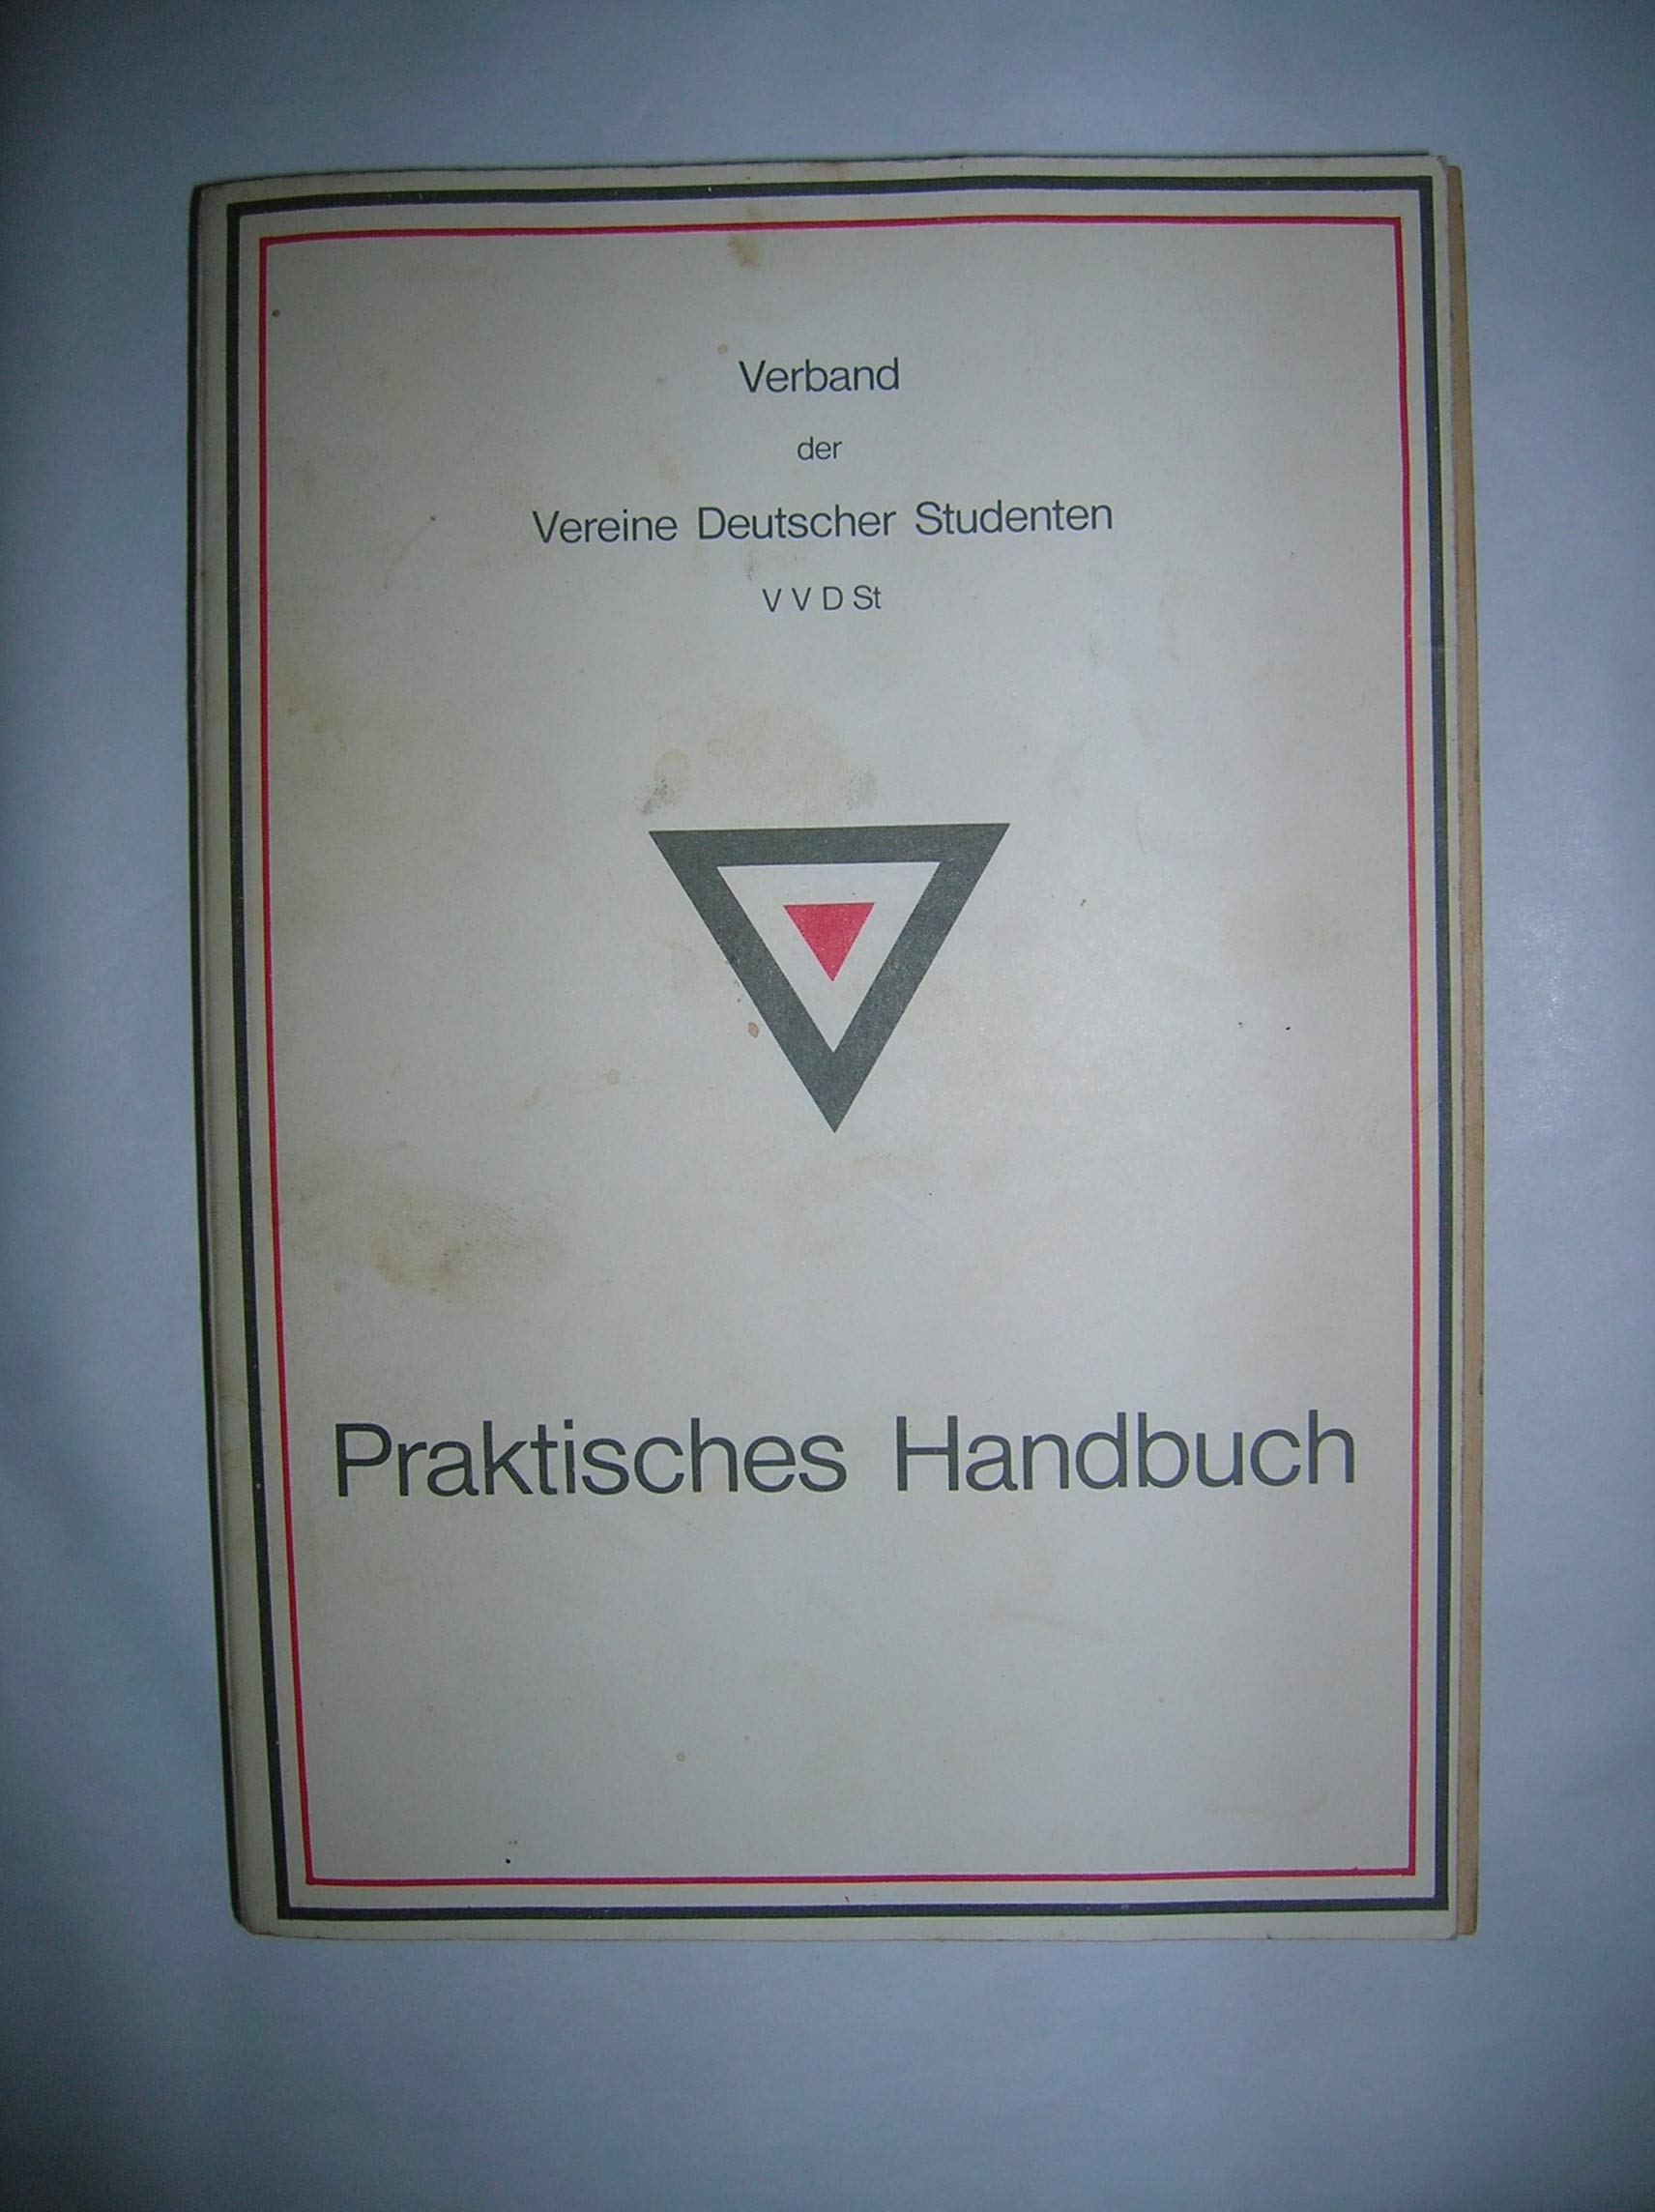 Verband
der
Vereine Deutscher Studenten
V V D St
Praktisches Handbuch